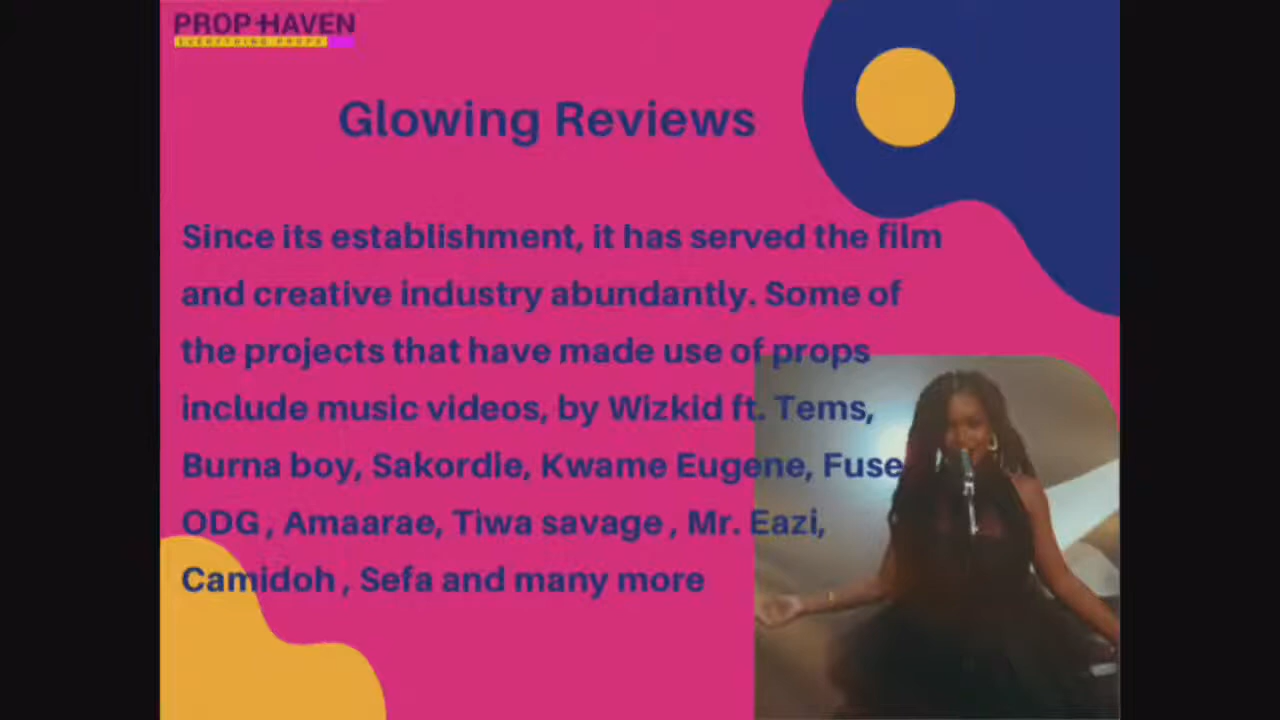 PROP HAVEN
EVERYTHING PROPS
Glowing Reviews
Since its establishment, it has served the film
and creative industry abundantly. Some of
the projects that have made use of props
include music videos, by Wizkid ft. Tems,
Burna boy, Sakordie, Kwame Eugene, Fuse
ODG , Amaarae, Tiwa savage , Mr. Eazi,
Camidoh , Sefa and many more